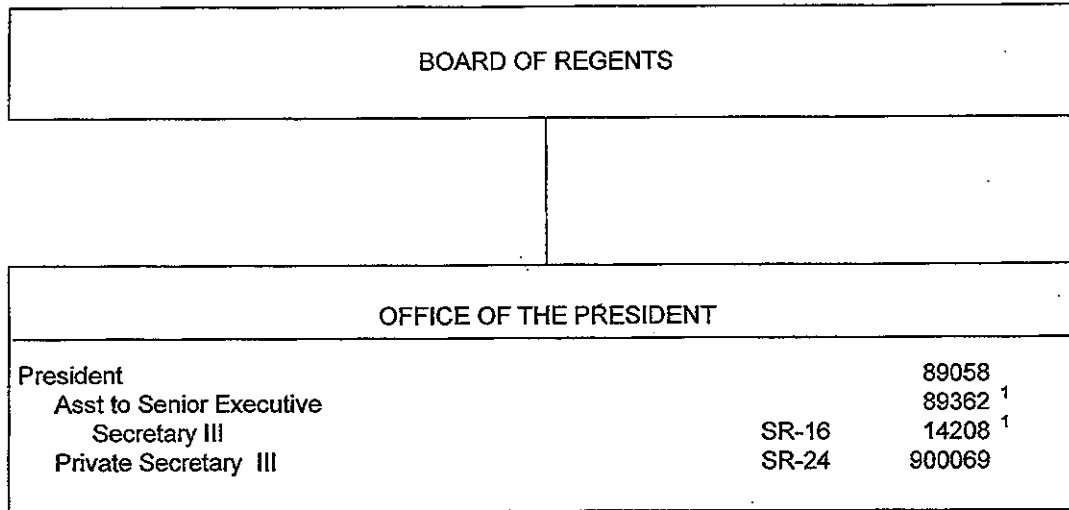 BOARD OF REGENTS
OFFICE OF THE PRESIDENT
President 89058
Asst to Senior Executive 89362 1
Secretary III SR-16 14208 1
Private Secretary III SR-24 900069